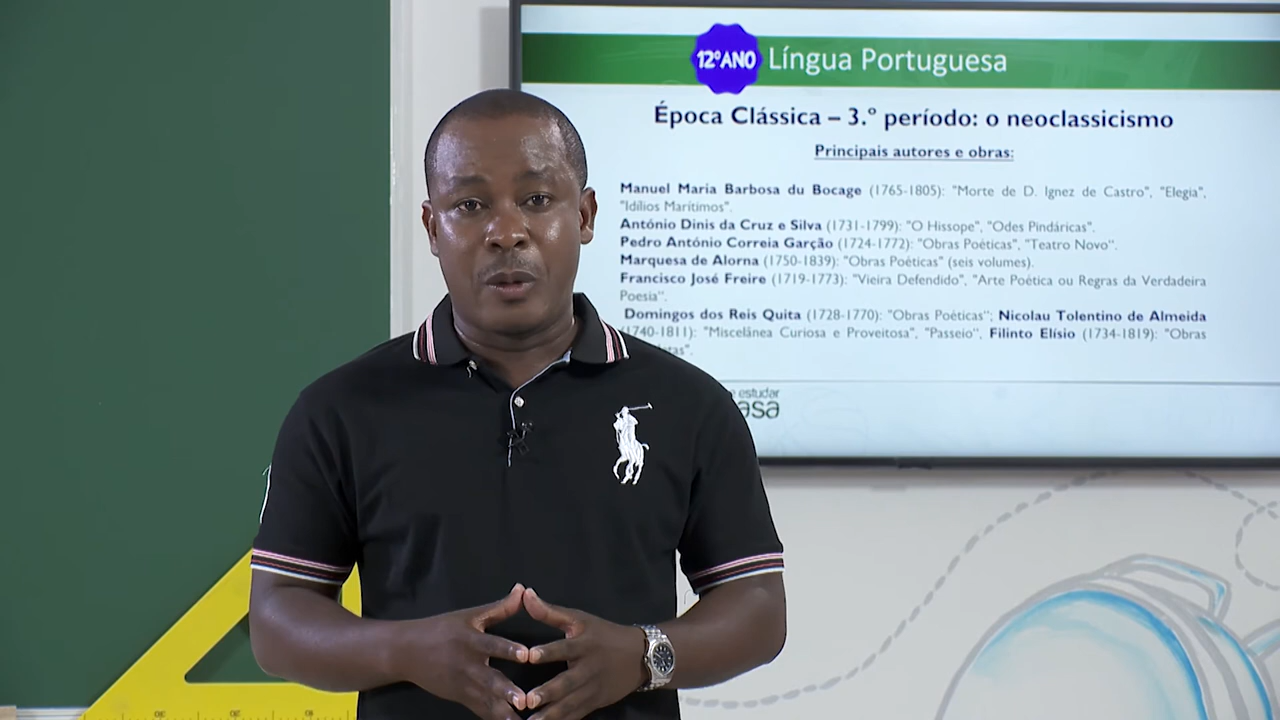 12ºANO Língua Portuguesa
Época Clássica – 3.º período: o neoclassicismo
Principais autores e obras:
Manuel Maria Barbosa du Bocage (1765-1805): "Morte de D. Ignez de Castro", "Elegia",
"Idílios Marítimos".
António Dinis da Cruz e Silva (1731-1799): "O Hissope", "Odes Pindáricas".
Pedro António Correia Garção (1724-1772): "Obras Poéticas", "Teatro Novo".
Marquesa de Alorna (1750-1839): "Obras Poéticas" (seis volumes).
Francisco José Freire (1719-1773): "Vieira Defendido", "Arte Poética ou Regras da Verdadeira
Poesia".
Domingos dos Reis Quita (1728-1770): "Obras Poéticas"; Nicolau Tolentino de Almeida
(1740-1811): "Miscelânea Curiosa e Proveitosa", "Passeio", Filinto Elísio (1734-1819): "Obras
e estudar